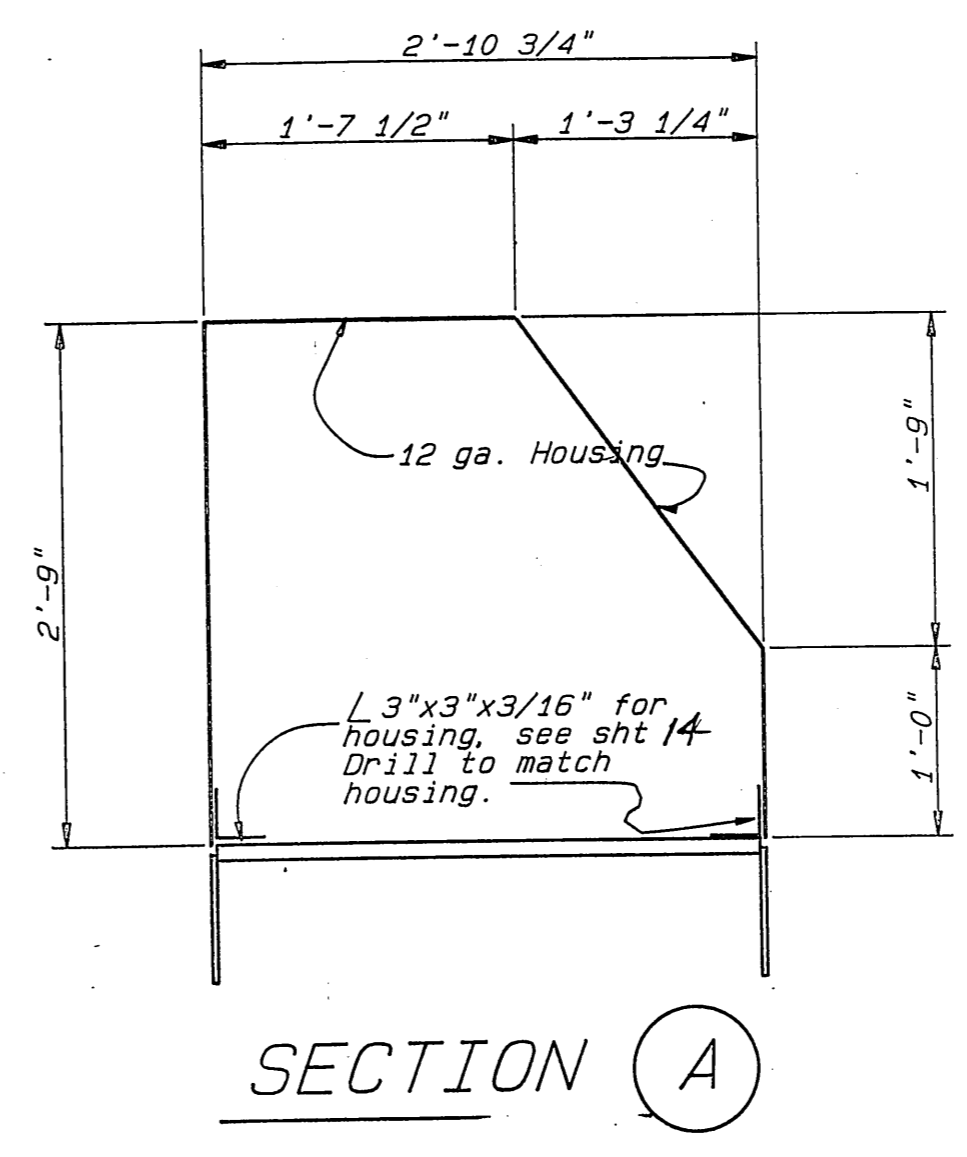 2'-10 3/4"
1'-7 1/2"
1'-3 1/4"
12 ga. Housing
1'-9"
2'-9"
L 3"x3"x3/16" for
housing, see sht 14
Drill to match
housing.
1'-0"
SECTION A